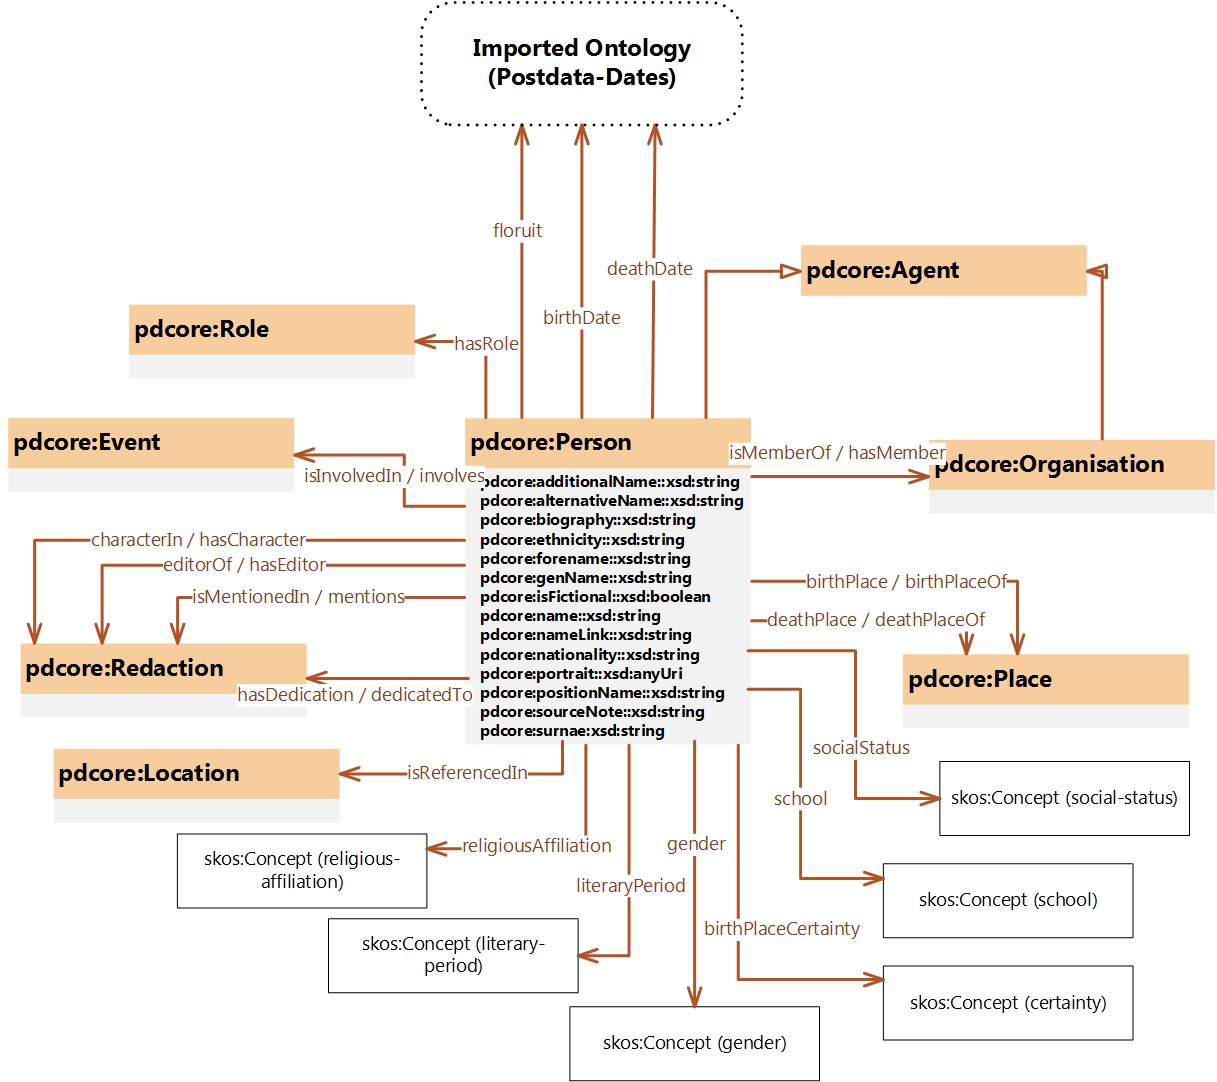 Imported Ontology
(Postdata-Dates)
floruit
deathDate
birthDate
pdcore:Agent
pdcore:Role
hasRole
pdcore:Event
isInvolvedIn / involves
pdcore:Person
isMemberOf / hasMember
pdcore:Organisation
pdcore:additionalName::xsd:string
pdcore:alternativeName::xsd:string
pdcore:biography::xsd:string
pdcore:ethnicity::xsd:string
pdcore:forename::xsd:string
pdcore:genName::xsd:string
pdcore:isFictional::xsd:boolean
pdcore:name::xsd:string
pdcore:nameLink::xsd:string
pdcore:nationality::xsd:string
pdcore:portrait::xsd:anyUri
pdcore:positionName::xsd:string
pdcore:sourceNote::xsd:string
pdcore:surnae:xsd:string
characterIn / hasCharacter
editorOf / hasEditor
isMentionedIn / mentions
pdcore:Redaction
hasDedication / dedicatedTo
birthPlace / birthPlaceOf
deathPlace / deathPlaceOf
pdcore:Place
pdcore:Location
isReferencedIn
socialStatus
skos:Concept (social-status)
school
skos:Concept (school)
religiousAffiliation
skos:Concept (religious-
affiliation)
literaryPeriod
skos:Concept (literary-
period)
gender
skos:Concept (gender)
birthPlaceCertainty
skos:Concept (certainty)